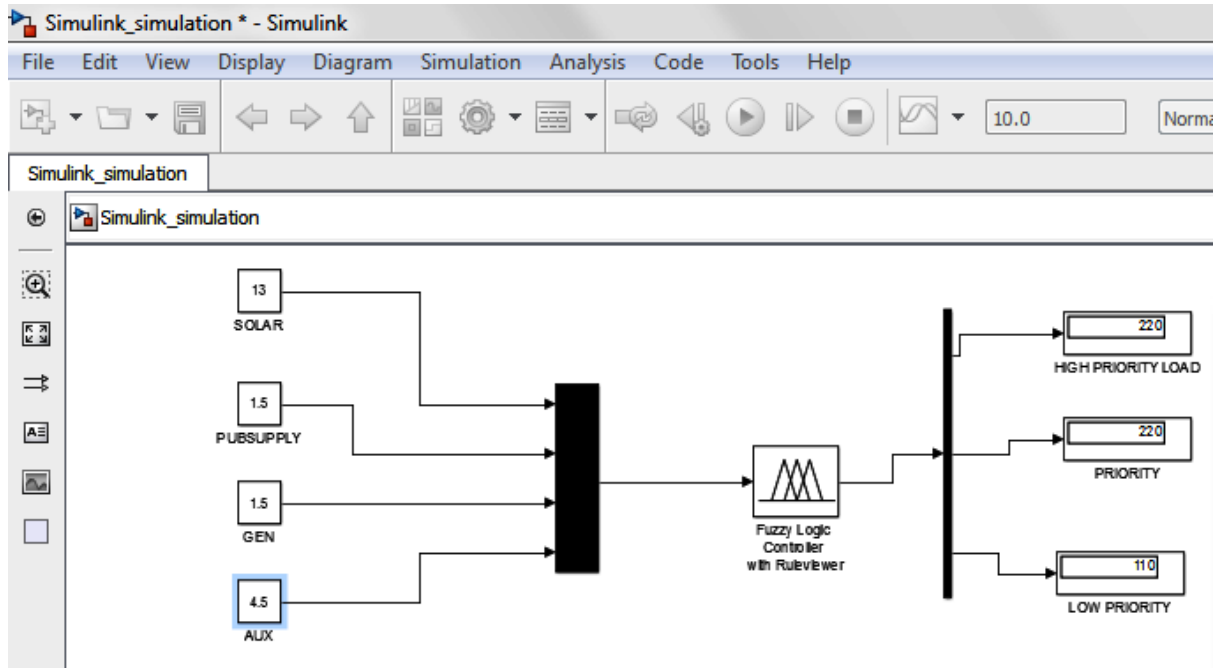 Simulink_simulation * - Simulink
File Edit View Display Diagram Simulation Analysis Code Tools Help
10.0
Norma
Simulink_simulation
Simulink_simulation
13
SOLAR
1.5
PUBSUPPLY
1.5
GEN
4.5
AUX
Fuzzy Logic
Controller
with Ruleviewer
220
HIGH PRIORITY LOAD
220
PRIORITY
110
LOW PRIORITY